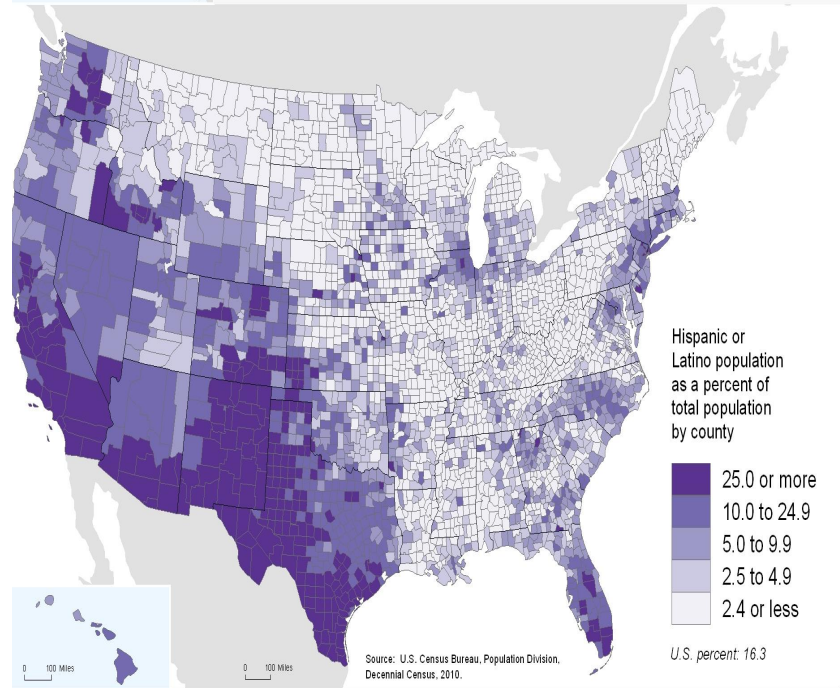 Hispanic or
Latino population
as a percent of
total population
by county
25.0 or more
10.0 to 24.9
5.0 to 9.9
2.5 to 4.9
2.4 or less
U.S. percent: 16.3
0 100 Miles
0 100 Miles
Source: U.S. Census Bureau, Population Division,
Decennial Census, 2010.